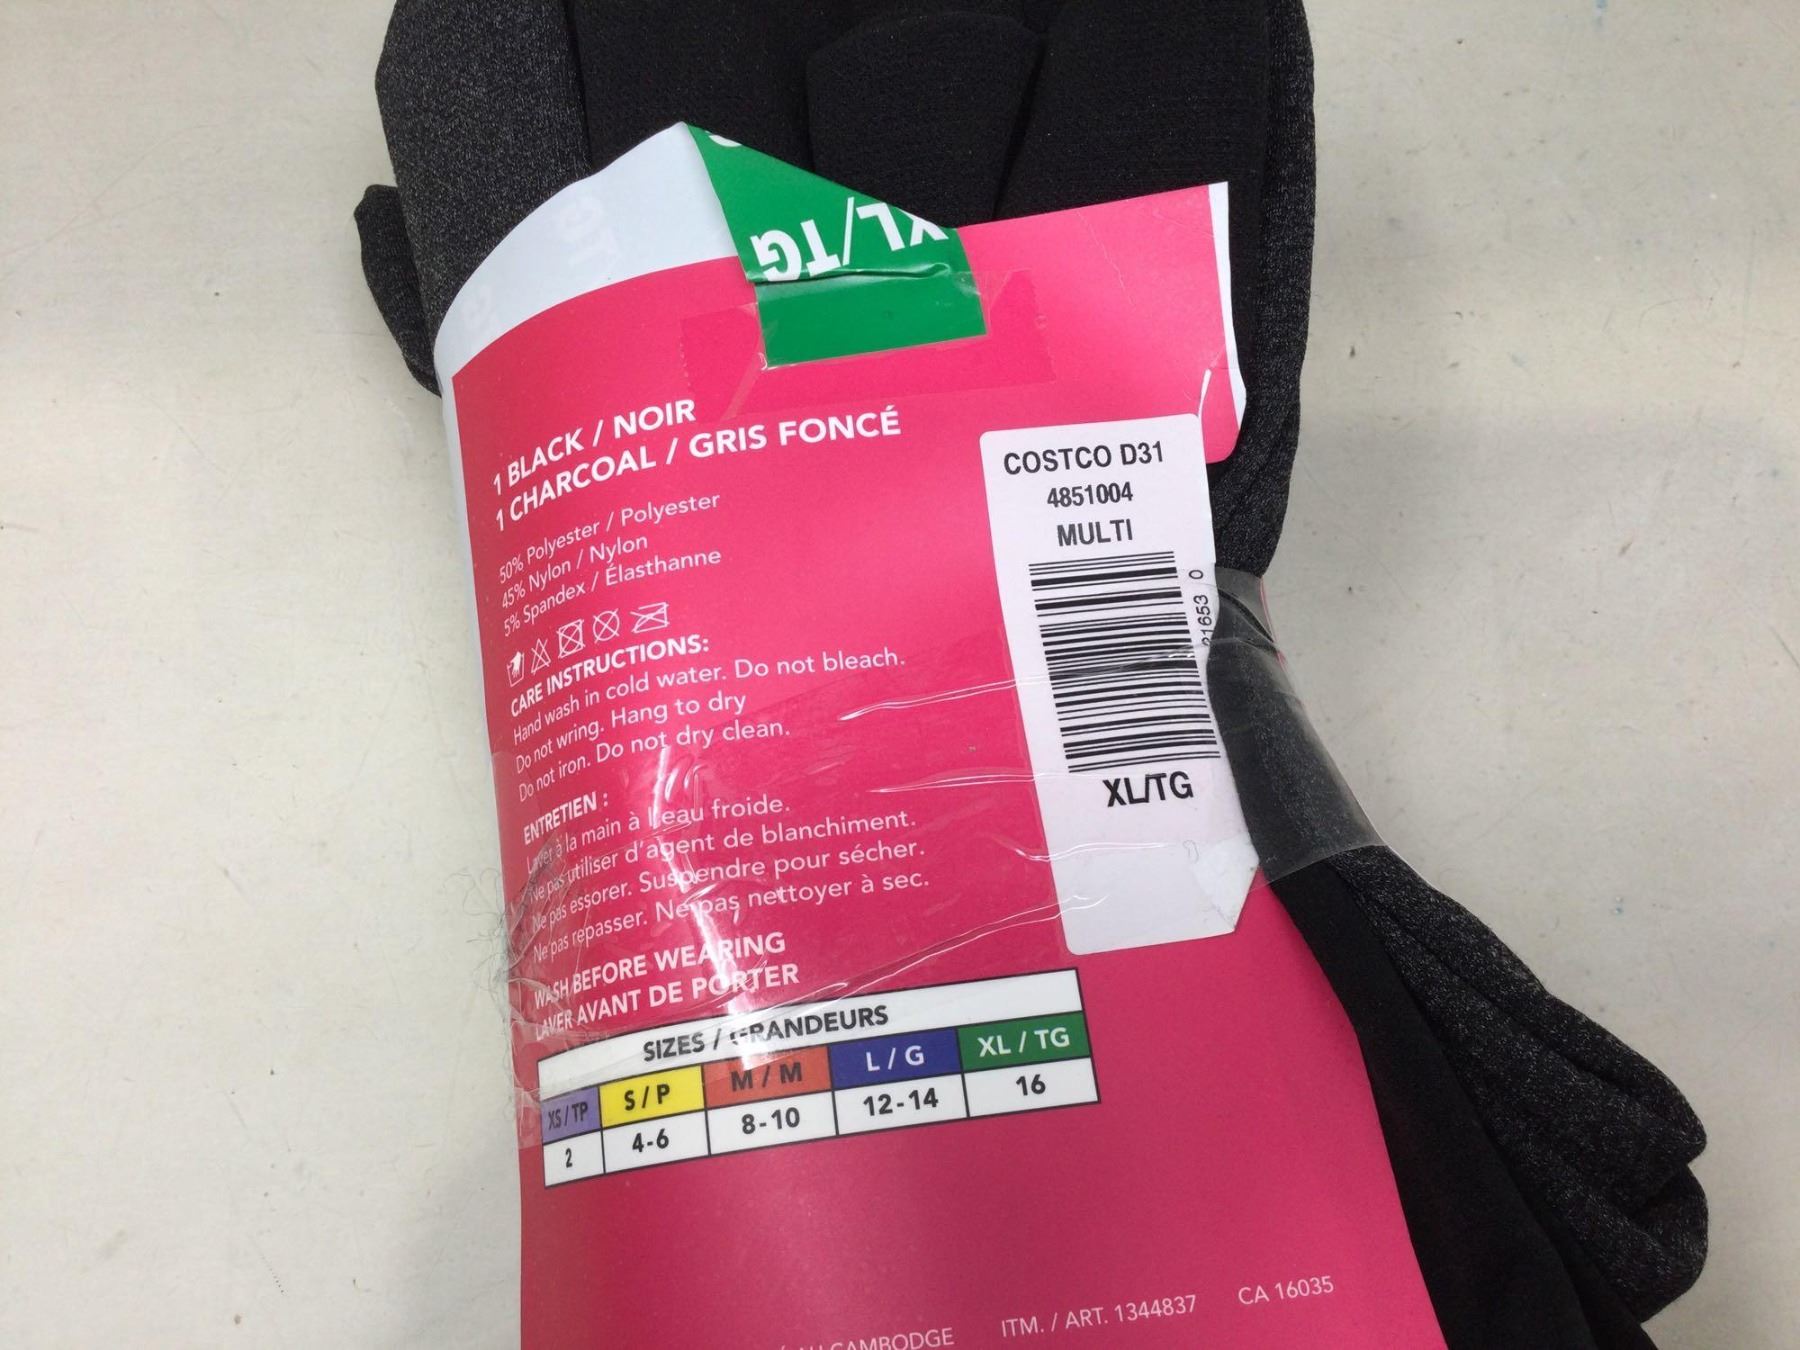 XL/TG
1 BLACK / NOIR
1 CHARCOAL / GRIS FONCÉ
50% Polyester / Polyester
45% Nylon / Nylon
5% Spandex / Élasthanne
CARE INSTRUCTIONS:
Hand wash in cold water. Do not bleach.
Do not wring. Hang to dry
Do not iron. Do not dry clean.
ENTRETIEN :
Laver à la main à l'eau froide.
Ne pas utiliser d'agent de blanchiment.
Ne pas essorer. Suspendre pour sécher.
Ne pas repasser. Ne pas nettoyer à sec.
WASH BEFORE WEARING
LAVER AVANT DE PORTER
SIZES / GRANDEURS
XS / TP S / P M / M L / G XL / TG
2 4-6 8-10 12-14 16
COSTCO D31
4851004
MULTI
21653 0
XL/TG
AU CAMBODGE ITM. / ART. 1344837 CA 16035